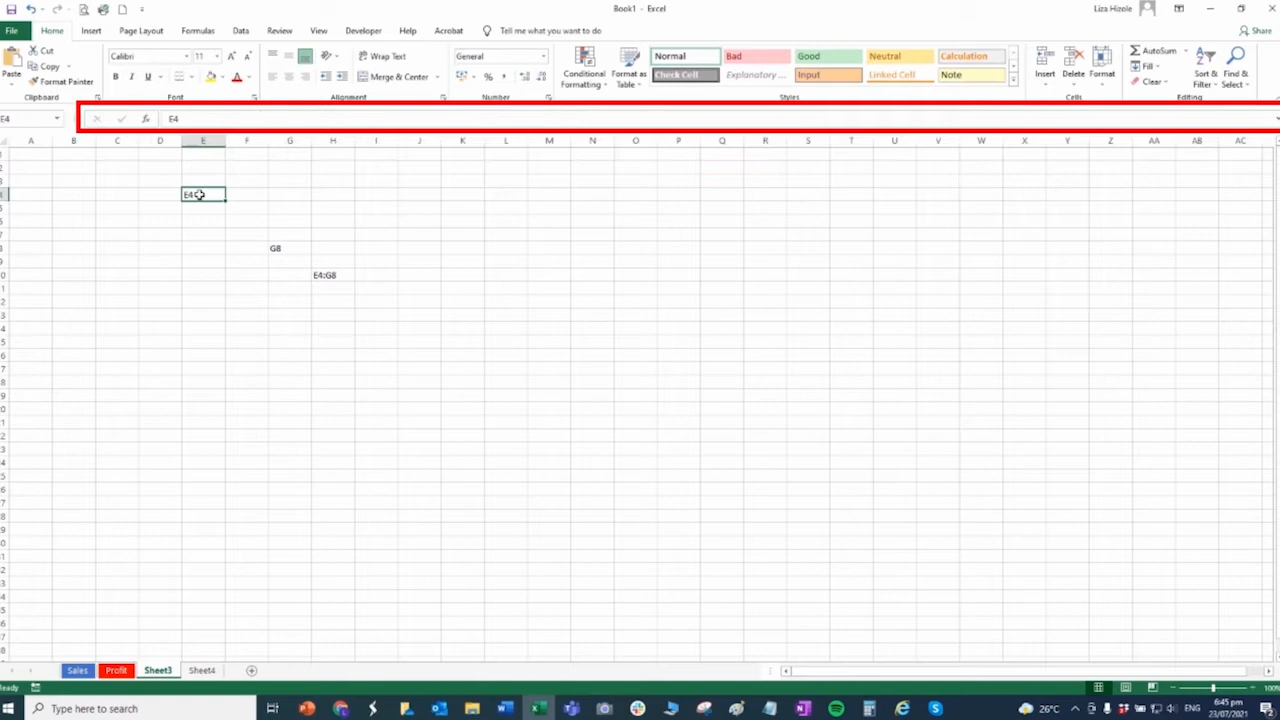 Book1 - Excel
Liza Hizole
File Home Insert Page Layout Formulas Data Review View Developer Help Acrobat Tell me what you want to do Share
Paste Cut Copy Format Painter
Clipboard
Calibri 11
B I U
Font
Wrap Text
Merge & Center
Alignment
General
Number
Conditional Formatting
Format as Table
Normal Bad Good Neutral Calculation
Check Cell Explanatory ... Input Linked Cell Note
Styles
Insert Delete Format
Cells
AutoSum
Fill
Clear
Sort & Filter
Find & Select
Editing
E4 fx E4
A B C D E F G H I J K L M N O P Q R S T U V W X Y Z AA AB AC
E4
G8
E4:G8
Sales Profit Sheet3 Sheet4
eady
100%
Type here to search
26°C
6:45 pm
23/07/2021